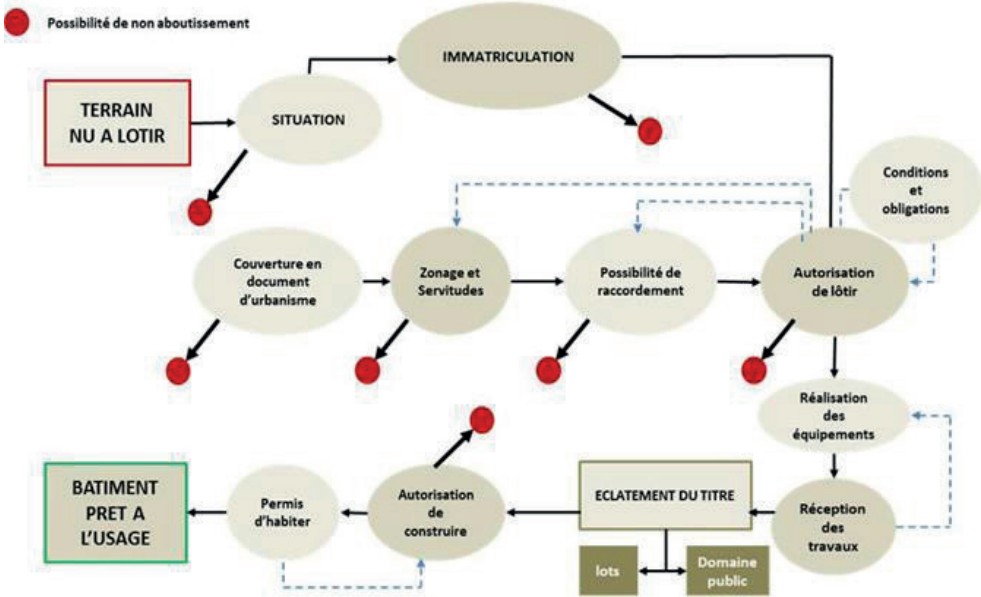 Possibilité de non aboutissement
IMMATRICULATION
TERRAIN
NU A LOTIR
SITUATION
Conditions
et
obligations
Couverture en
document
d'urbanisme
Zonage et
Servitudes
Possibilité de
raccordement
Autorisation
de lôtir
Réalisation
des
équipements
BATIMENT
PRET A
L'USAGE
Permis
d'habiter
Autorisation
de
construire
ECLATEMENT DU TITRE
Réception
des
travaux
lots
Domaine
public